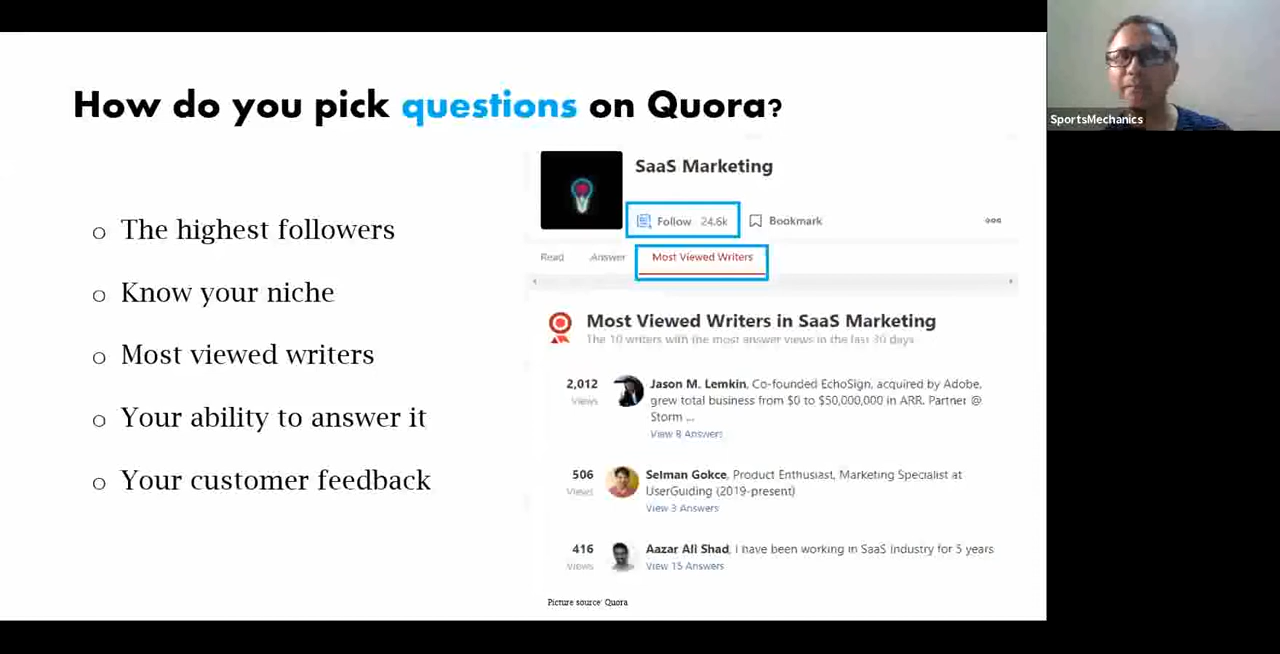 How do you pick questions on Quora?
SportsMechanics
o The highest followers
o Know your niche
o Most viewed writers
o Your ability to answer it
o Your customer feedback
SaaS Marketing
Follow 24.6k
Bookmark
Read Answer Most Viewed Writers
Most Viewed Writers in SaaS Marketing
The 10 writers with the most answer views in the last 30 days
2,012 Views
Jason M. Lemkin, Co-founded EchoSign, acquired by Adobe,
grew total business from $0 to $50,000,000 in ARR. Partner @
Storm ...
View 8 Answers
506 Views
Selman Gokce, Product Enthusiast, Marketing Specialist at
UserGuiding (2019-present)
View 3 Answers
416 Views
Aazar Ali Shad, I have been working in SaaS Industry for 5 years
View 15 Answers
Picture source: Quora